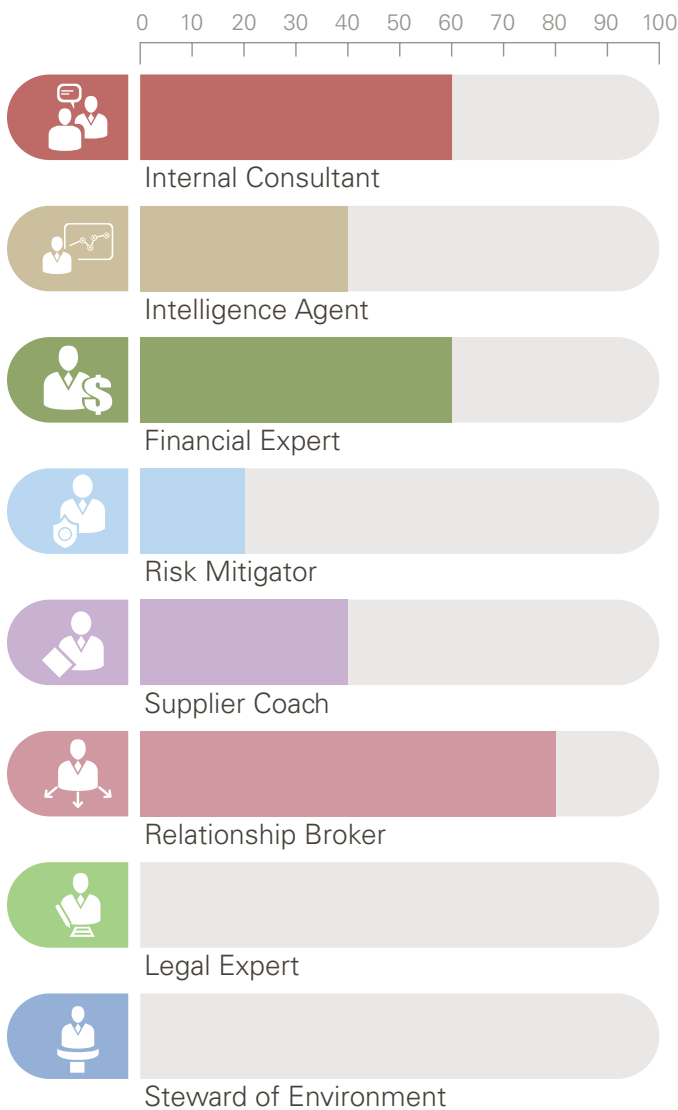 0 10 20 30 40 50 60 70 80 90 100
Internal Consultant
Intelligence Agent
$
Financial Expert
Risk Mitigator
Supplier Coach
Relationship Broker
Legal Expert
Steward of Environment